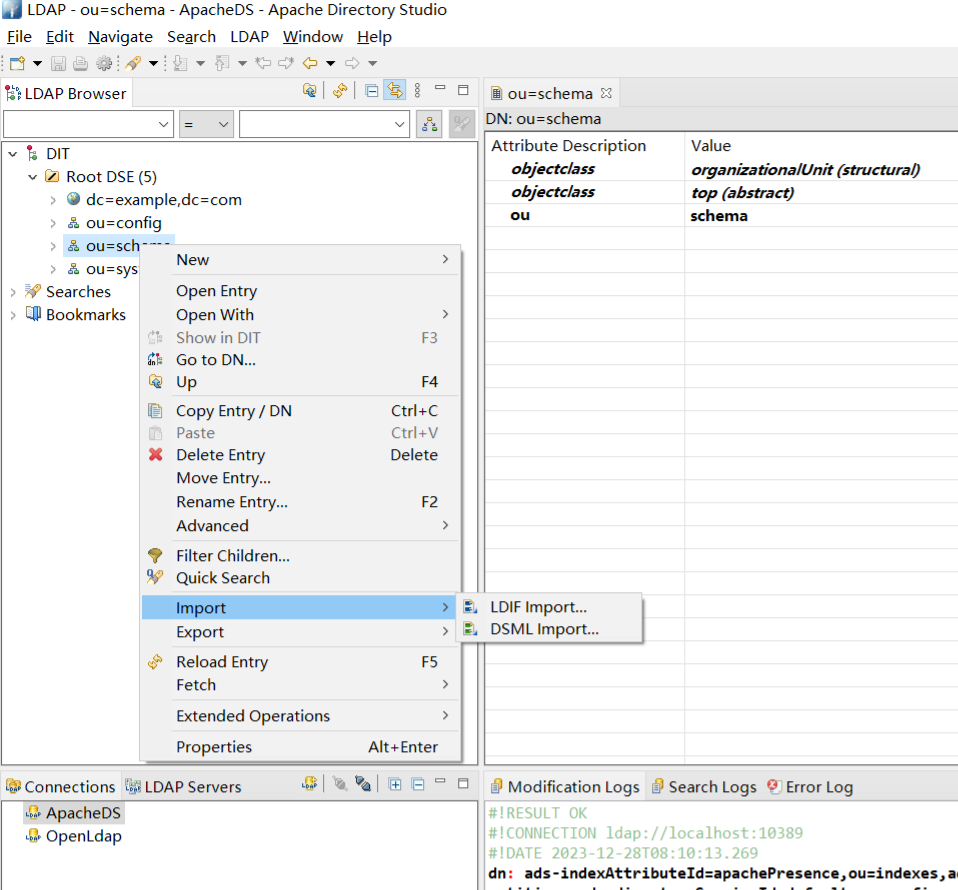 LDAP - ou=schema - ApacheDS - Apache Directory Studio
File Edit Navigate Search LDAP Window Help
LDAP Browser
=
DIT
Root DSE (5)
dc=example,dc=com
ou=config
ou=schema
ou=sys
Searches
Bookmarks
New
Open Entry
Open With
Show in DIT F3
Go to DN...
Up F4
Copy Entry / DN Ctrl+C
Paste Ctrl+V
Delete Entry Delete
Move Entry...
Rename Entry... F2
Advanced
Filter Children...
Quick Search
Import
Export
Reload Entry F5
Fetch
Extended Operations
Properties Alt+Enter
LDIF Import...
DSML Import...
ou=schema
DN: ou=schema
Attribute Description Value
objectclass organizationalUnit (structural)
objectclass top (abstract)
ou schema
Connections LDAP Servers
ApacheDS
OpenLdap
Modification Logs Search Logs Error Log
#!RESULT OK
#!CONNECTION ldap://localhost:10389
#!DATE 2023-12-28T08:10:13.269
dn: ads-indexAttributeId=apachePresence,ou=indexes,ad